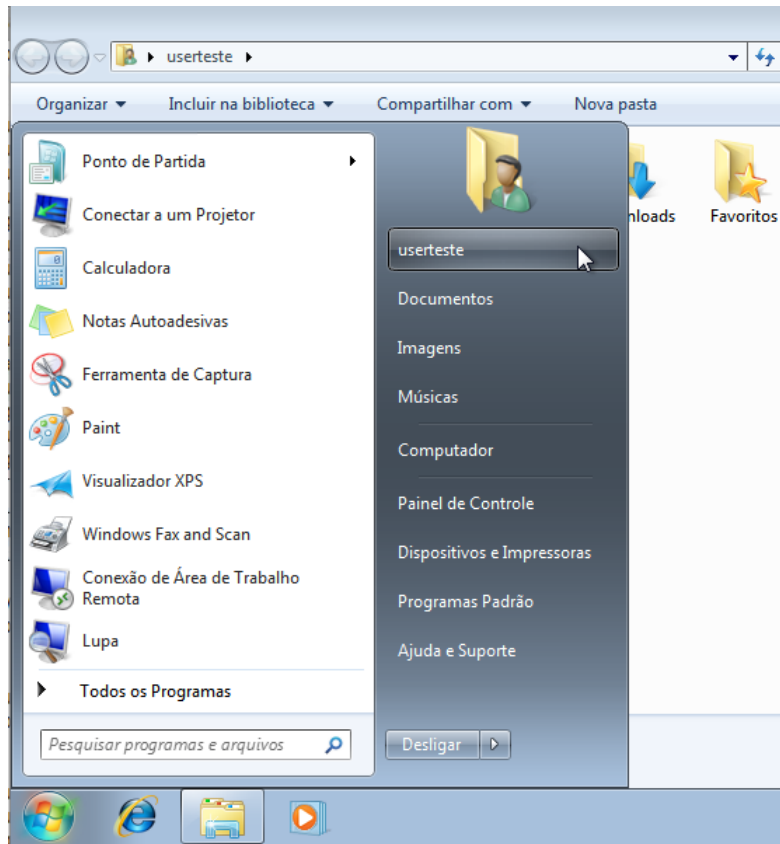 userteste
Organizar
Incluir na biblioteca
Compartilhar com
Nova pasta
Favoritos
Ponto de Partida
Conectar a um Projetor
Calculadora
Notas Autoadesivas
Ferramenta de Captura
Paint
Visualizador XPS
Windows Fax and Scan
Conexão de Área de Trabalho
Remota
Lupa
Todos os Programas
Pesquisar programas e arquivos
userteste
Documentos
Imagens
Músicas
Computador
Painel de Controle
Dispositivos e Impressoras
Programas Padrão
Ajuda e Suporte
Desligar